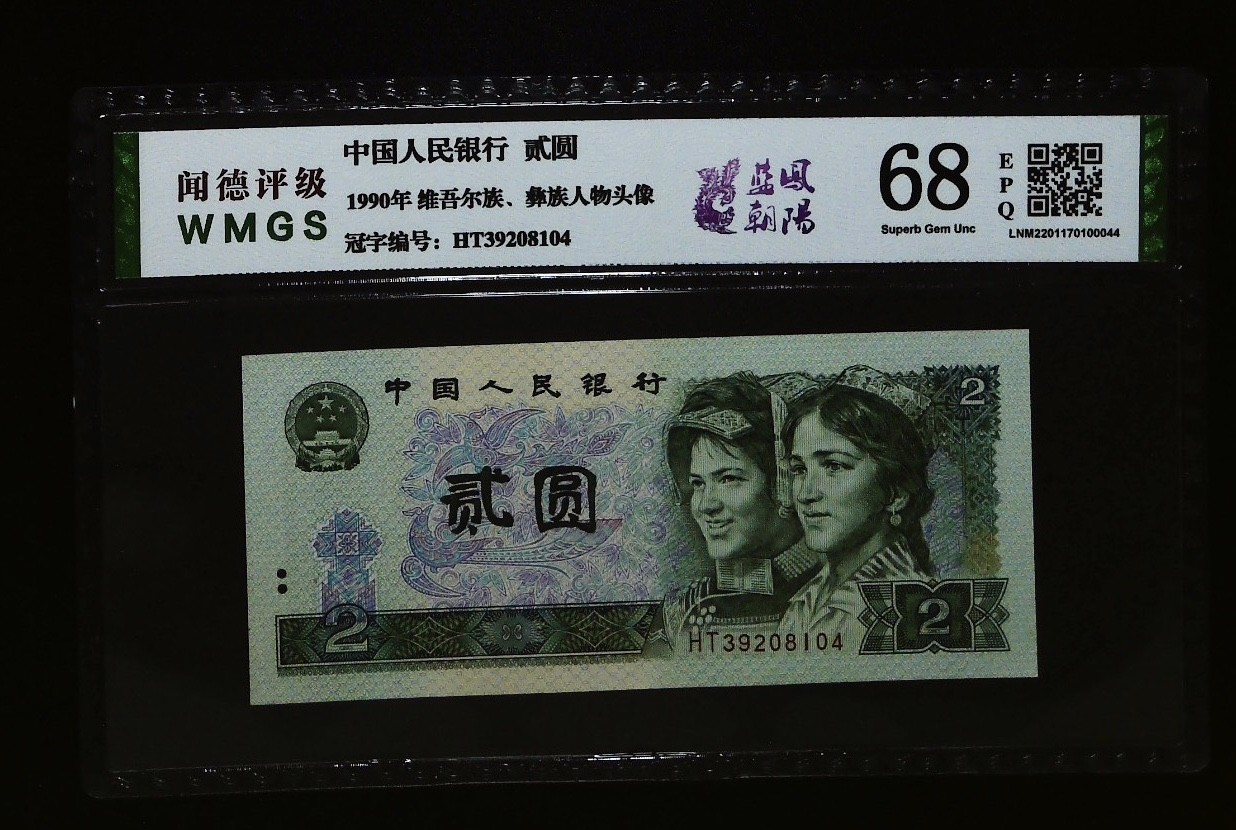 闻德评级
WMGS
中国人民银行 贰圆
1990年 维吾尔族、彝族人物头像
冠字编号：HT39208104
蓝凤
朝陽
68
Superb Gem Unc
EPQ
LNM2201170100044
中国人民银行
2
贰圆
2
HT39208104
2